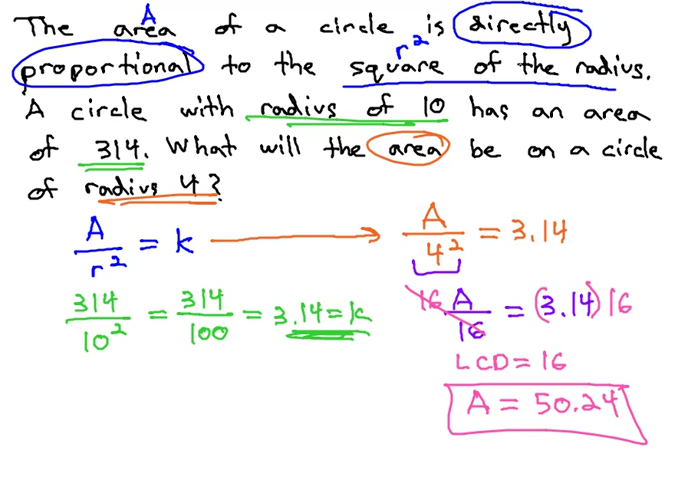 A
The area of a circle is directly
r²
proportional to the square of the radius.
A circle with radius of 10 has an area
of 314. What will the area be on a circle
of radius 4?
A/r² = k → A/4² = 3.14
314/10² = 314/100 = 3.14 = k
16 A/16 = (3.14) 16
LCD = 16
A = 50.24